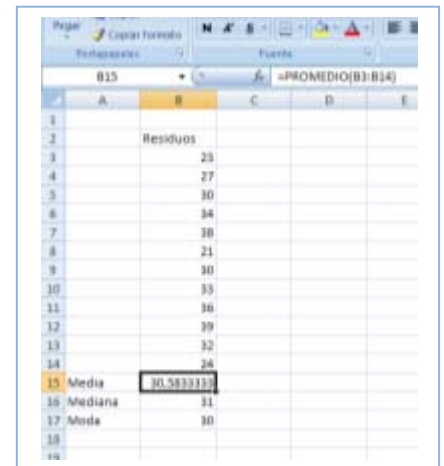 Pegar Copiar formato N K S A
Portapapeles Fuente
B15 fx =PROMEDIO(B3:B14)
A B C D E
1
2 Residuos
3 23
4 27
5 30
6 34
7 38
8 21
9 30
10 33
11 36
12 39
13 32
14 24
15 Media 30,5833333
16 Mediana 31
17 Moda 30
18
19